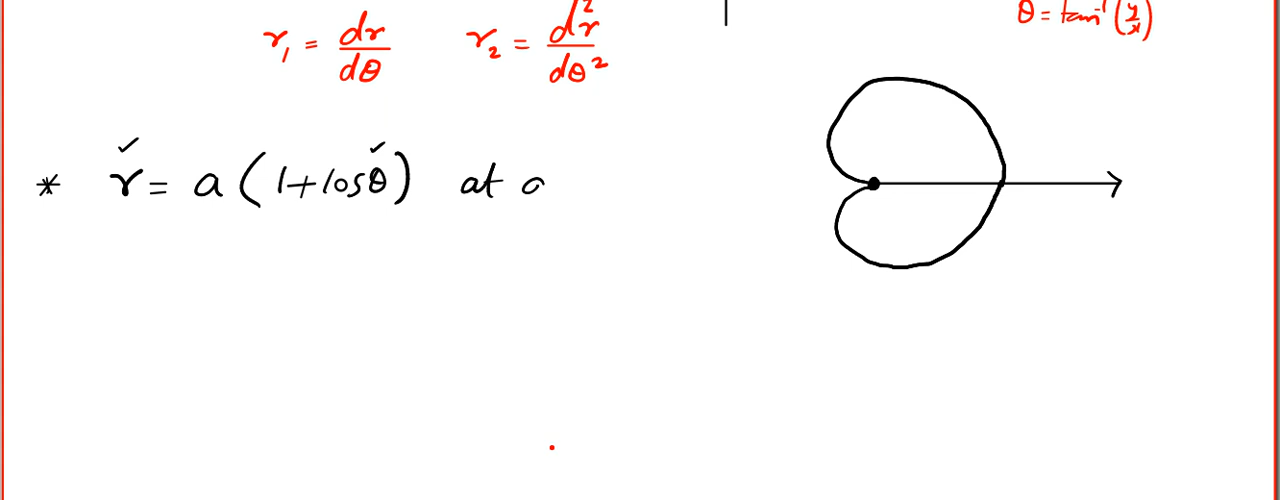 r₁ = dr/dθ r₂ = d²r/dθ² θ = tan⁻¹(y/x)
* r = a(1+cosθ) at o